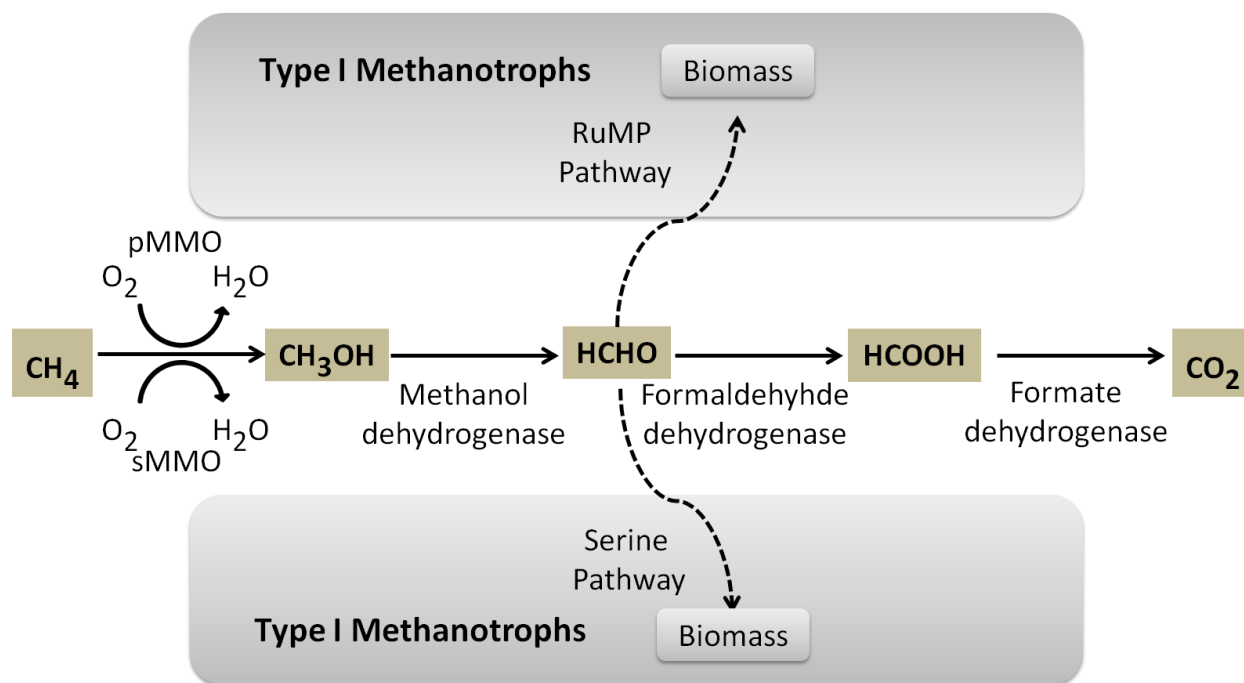 Type I Methanotrophs
Biomass
RuMP
Pathway
pMMO
O2 H2O
CH4
CH3OH
HCHO
HCOOH
CO2
Methanol
dehydrogenase
Formaldehyhde
dehydrogenase
Formate
dehydrogenase
O2 H2O
sMMO
Serine
Pathway
Type I Methanotrophs
Biomass